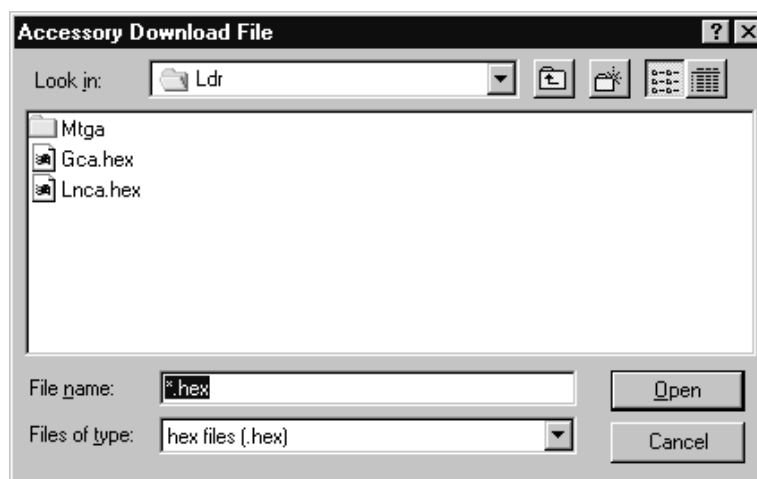 Accessory Download File
Look in: Ldr
Mtga
Gca.hex
Lnca.hex
File name: *.hex Open
Files of type: hex files (.hex) Cancel